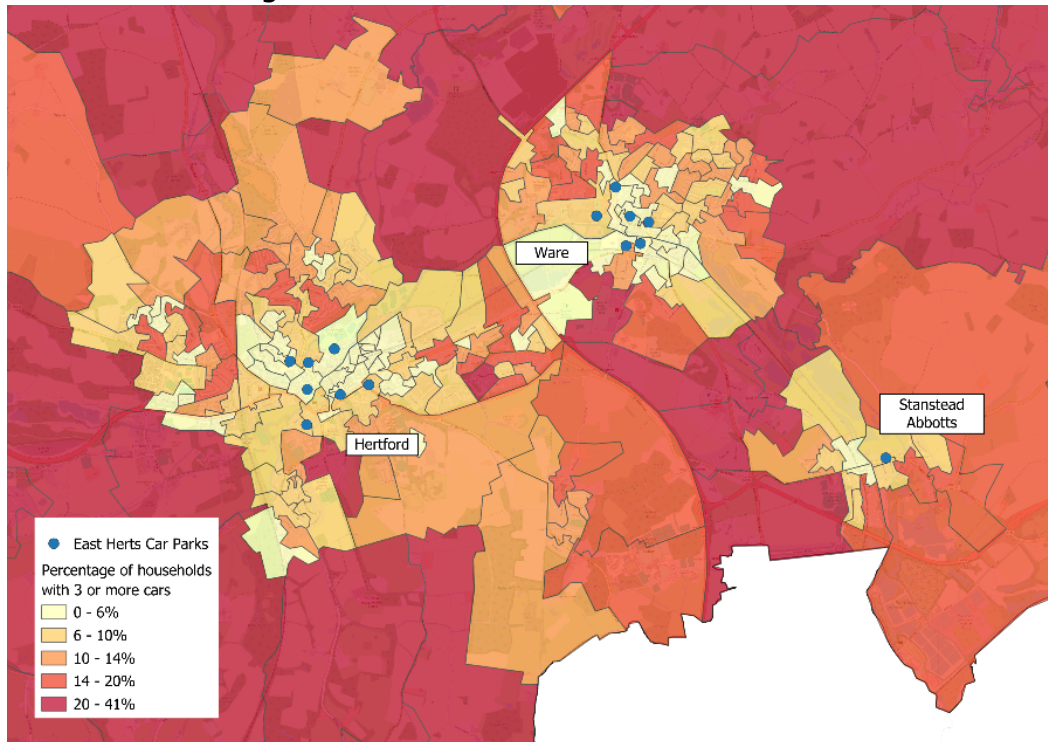 Ware
Stanstead
Abbotts
Hertford
East Herts Car Parks
Percentage of households
with 3 or more cars
0 - 6%
6 - 10%
10 - 14%
14 - 20%
20 - 41%